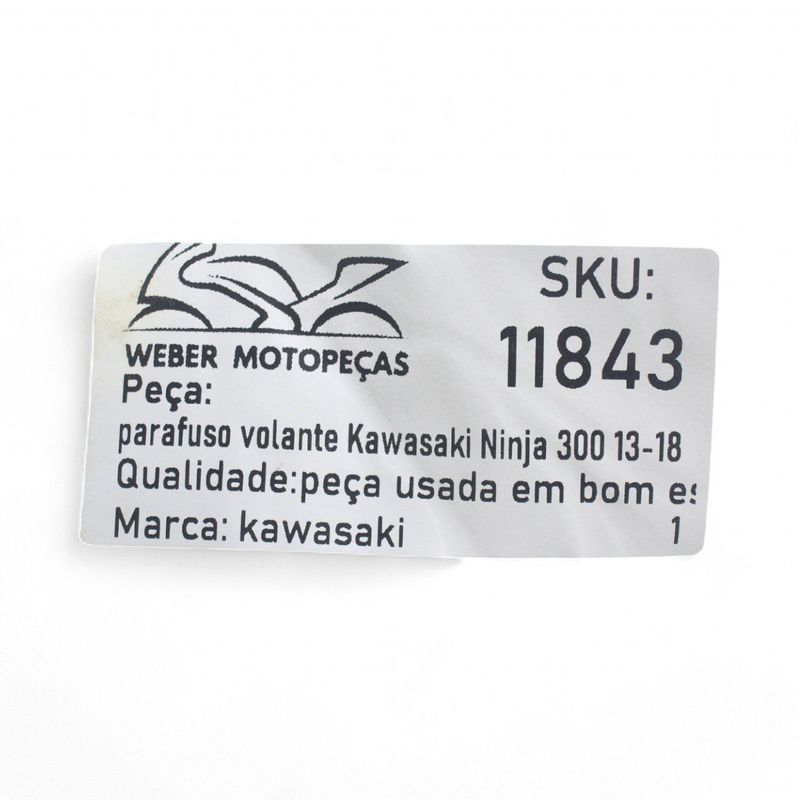 SKU:
11843
WEBER MOTOPEÇAS
Peça:
parafuso volante Kawasaki Ninja 300 13-18
Qualidade:peça usada em bom es
Marca: kawasaki 1